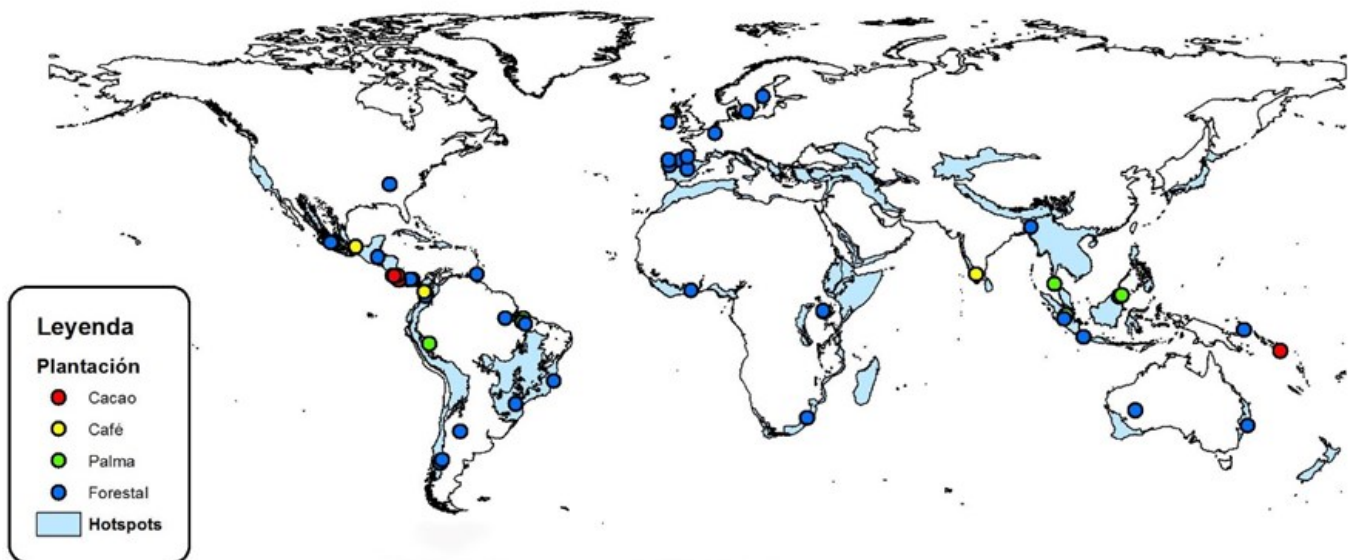 Leyenda
Plantación
Cacao
Café
Palma
Forestal
Hotspots